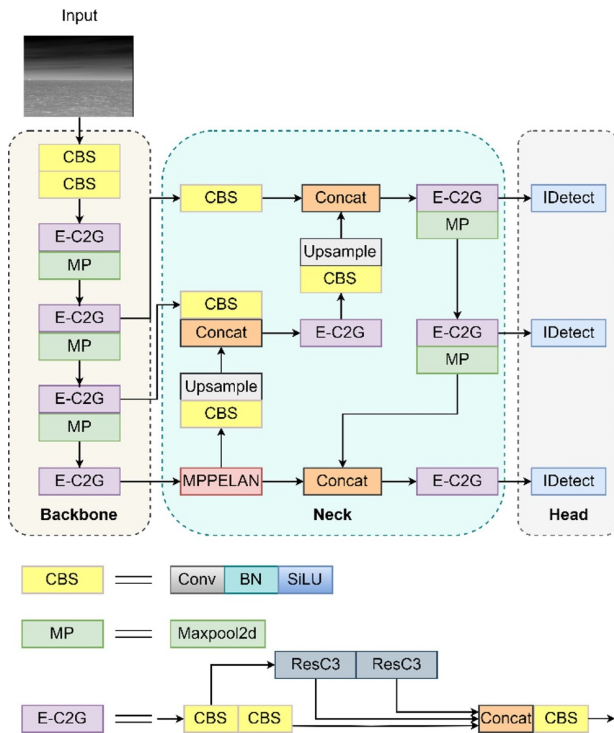 Input
CBS
CBS
E-C2G
MP
E-C2G
MP
E-C2G
MP
E-C2G
Backbone
CBS Concat E-C2G IDetect
MP
Upsample
CBS
CBS
Concat E-C2G E-C2G IDetect
MP
Upsample
CBS
MPPELAN Concat E-C2G IDetect
Neck
Head
CBS Conv BN SiLU
MP Maxpool2d
ResC3 ResC3
E-C2G CBS CBS Concat CBS